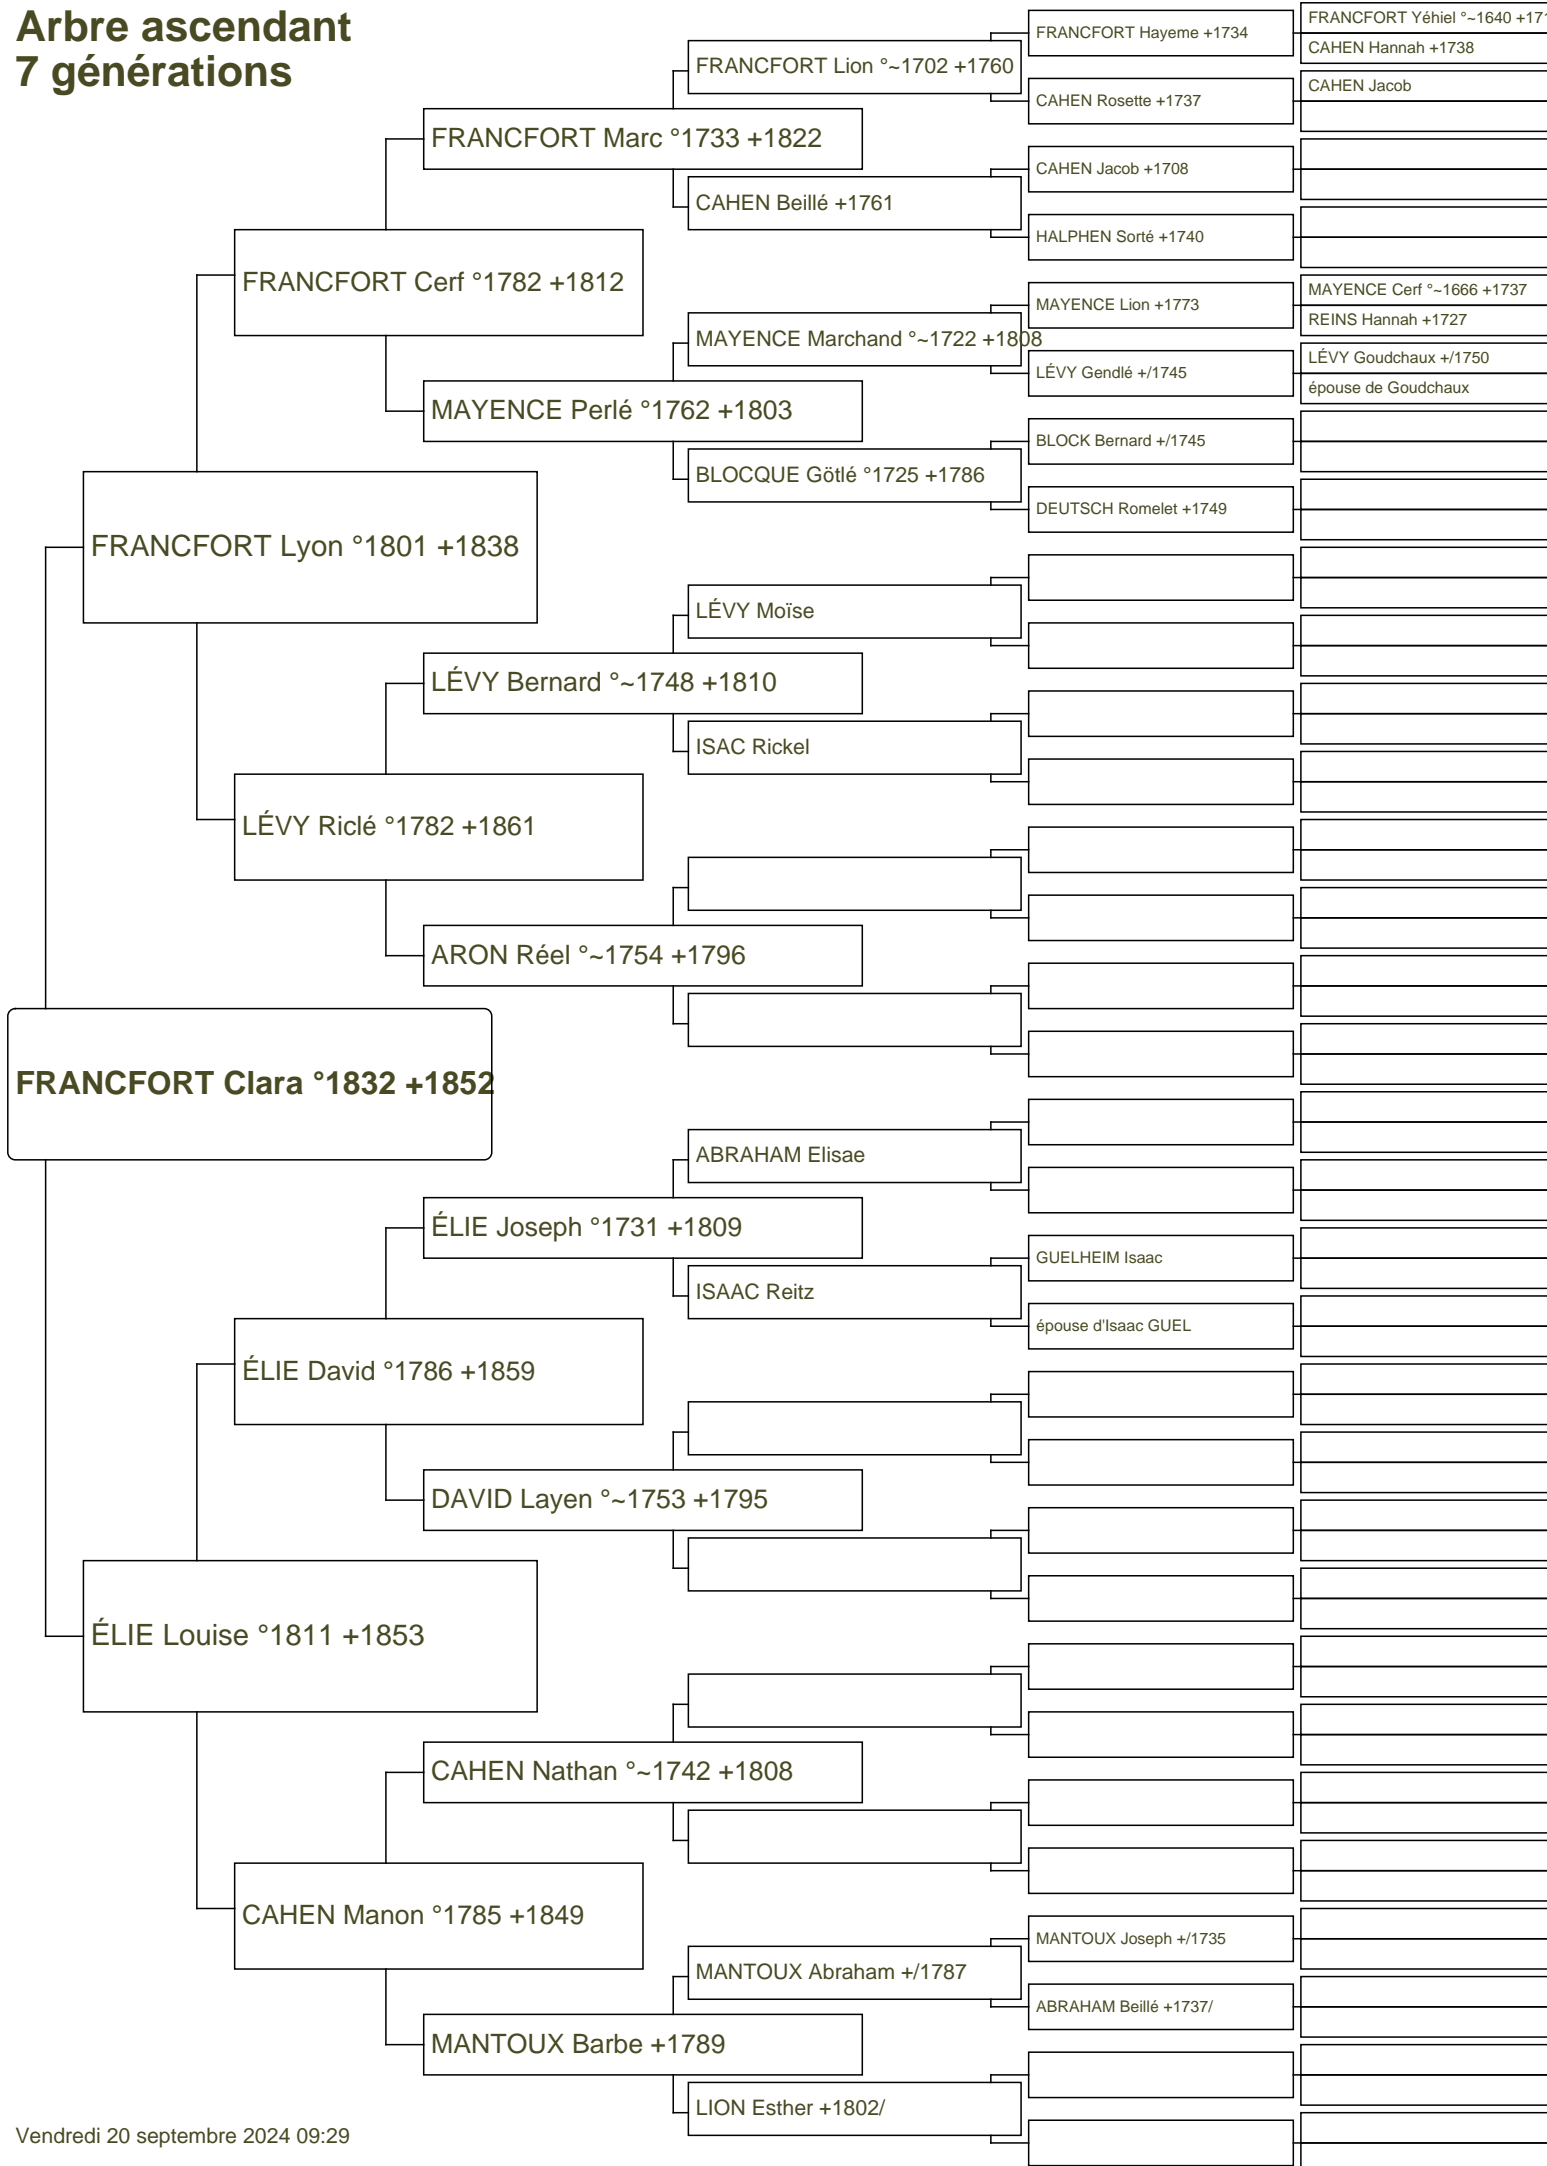 Arbre ascendant
7 générations
FRANCFORT Clara °1832 +1852
FRANCFORT Lyon °1801 +1838
ÉLIE Louise °1811 +1853
FRANCFORT Cerf °1782 +1812
LÉVY Riclé °1782 +1861
ÉLIE David °1786 +1859
CAHEN Manon °1785 +1849
FRANCFORT Marc °1733 +1822
MAYENCE Perlé °1762 +1803
LÉVY Bernard °~1748 +1810
ARON Réel °~1754 +1796
ÉLIE Joseph °1731 +1809
DAVID Layen °~1753 +1795
CAHEN Nathan °~1742 +1808
MANTOUX Barbe +1789
FRANCFORT Lion °~1702 +1760
CAHEN Beillé +1761
MAYENCE Marchand °~1722 +1808
BLOCQUE Götlé °1725 +1786
LÉVY Moïse
ISAC Rickel
ABRAHAM Elisae
ISAAC Reitz
MANTOUX Abraham +/1787
LION Esther +1802/
FRANCFORT Hayeme +1734
CAHEN Rosette +1737
CAHEN Jacob +1708
HALPHEN Sorté +1740
MAYENCE Lion +1773
LÉVY Gendlé +/1745
BLOCK Bernard +/1745
DEUTSCH Romelet +1749
GUELHEIM Isaac
épouse d'Isaac GUEL
MANTOUX Joseph +/1735
ABRAHAM Beillé +1737/
FRANCFORT Yéhiel °~1640
CAHEN Hannah +1738
CAHEN Jacob
MAYENCE Cerf °~1666 +1737
REINS Hannah +1727
LÉVY Goudchaux +/1750
épouse de Goudchaux
Vendredi 20 septembre 2024 09:29